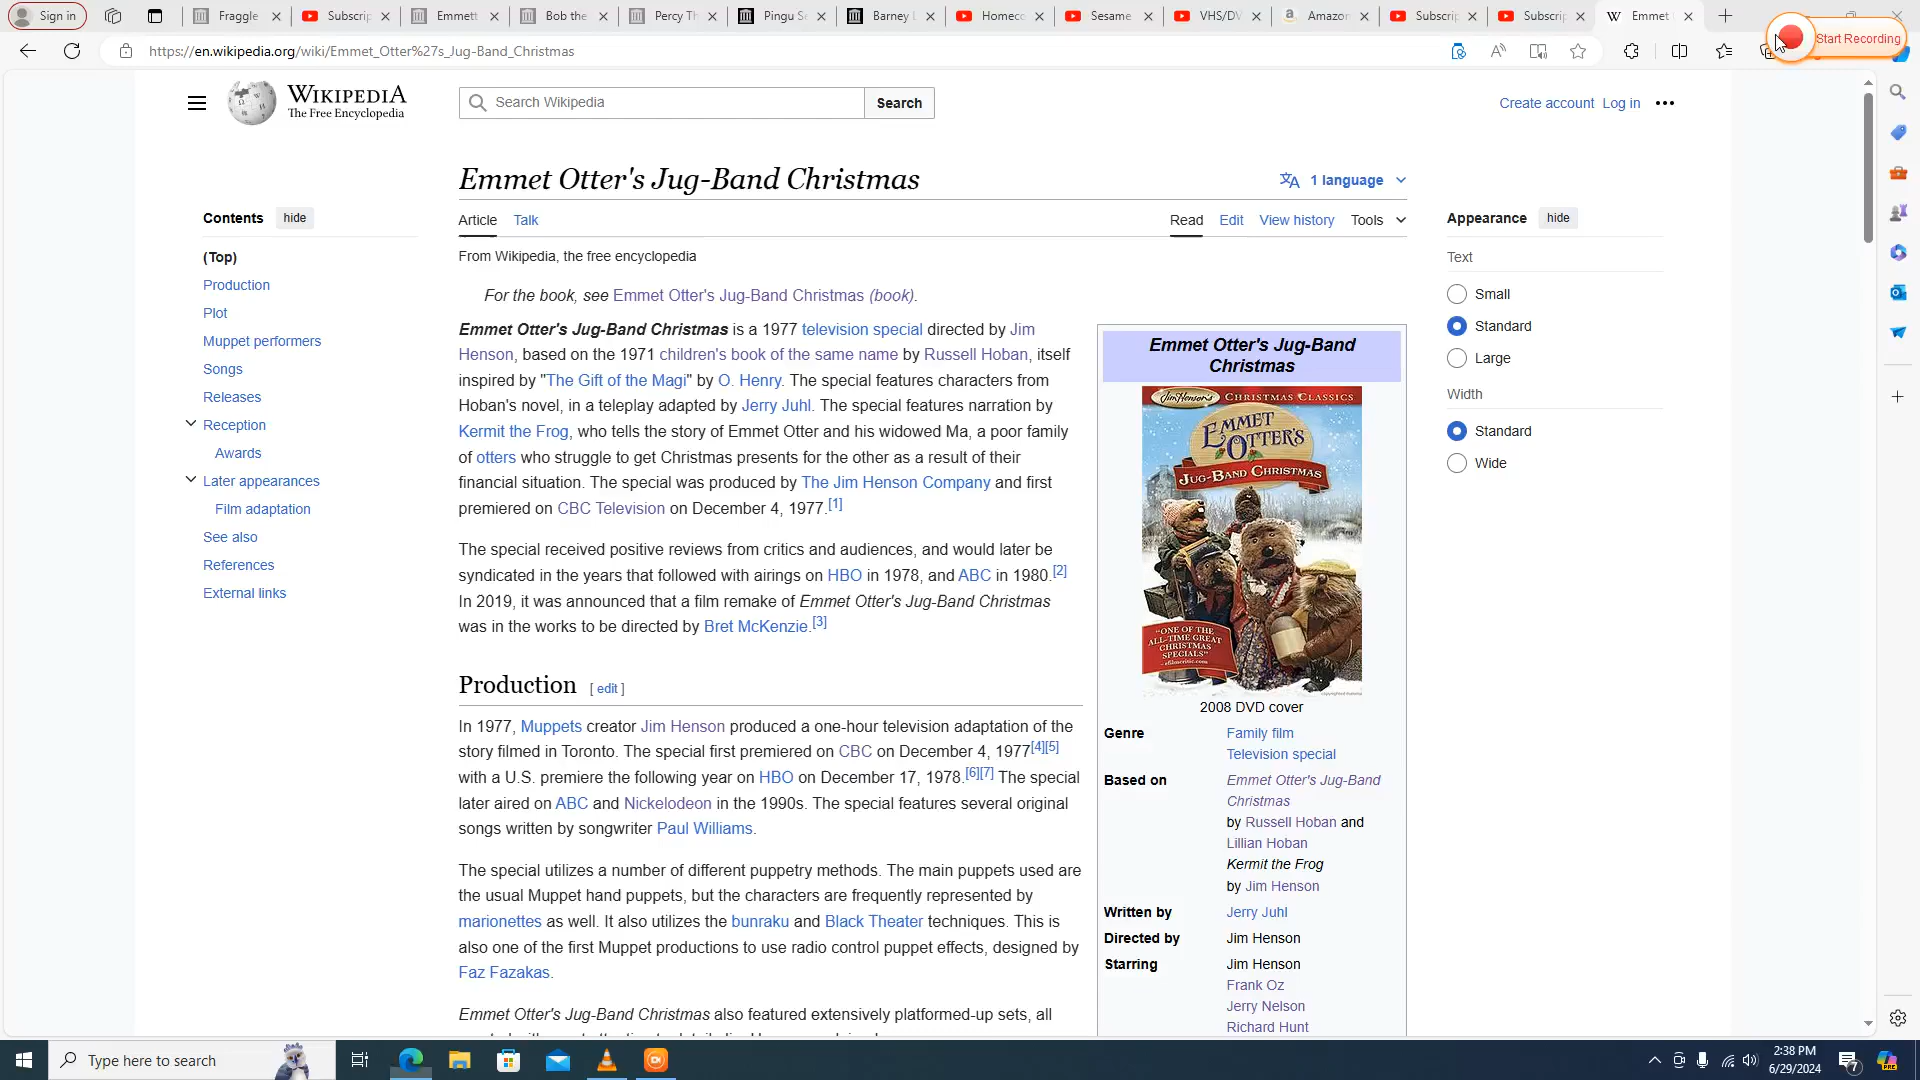 Sign in
Fraggle
Subscrip
Emmett
Bob the
Percy Th
Pingu Se
Barney L
Homeco
Sesame
VHS/DV
Amazon
Subscrip
Subscrip
Emmet
Start Recording
https://en.wikipedia.org/wiki/Emmet_Otter%27s_Jug-Band_Christmas
WIKIPEDIA
The Free Encyclopedia
Search Wikipedia
Search
Create account Log in
Emmet Otter's Jug-Band Christmas
1 language
Contents hide
Article Talk
Read Edit View history Tools
Appearance hide
From Wikipedia, the free encyclopedia
(Top)
Production
Plot
Muppet performers
Songs
Releases
Reception
Awards
Later appearances
Film adaptation
See also
References
External links
For the book, see Emmet Otter's Jug-Band Christmas (book).
Emmet Otter's Jug-Band Christmas is a 1977 television special directed by Jim
Henson, based on the 1971 children's book of the same name by Russell Hoban, itself
inspired by "The Gift of the Magi" by O. Henry. The special features characters from
Hoban's novel, in a teleplay adapted by Jerry Juhl. The special features narration by
Kermit the Frog, who tells the story of Emmet Otter and his widowed Ma, a poor family
of otters who struggle to get Christmas presents for the other as a result of their
financial situation. The special was produced by The Jim Henson Company and first
premiered on CBC Television on December 4, 1977.[1]
The special received positive reviews from critics and audiences, and would later be
syndicated in the years that followed with airings on HBO in 1978, and ABC in 1980.[2]
In 2019, it was announced that a film remake of Emmet Otter's Jug-Band Christmas
was in the works to be directed by Bret McKenzie.[3]
Production [ edit ]
In 1977, Muppets creator Jim Henson produced a one-hour television adaptation of the
story filmed in Toronto. The special first premiered on CBC on December 4, 1977[4][5]
with a U.S. premiere the following year on HBO on December 17, 1978.[6][7] The special
later aired on ABC and Nickelodeon in the 1990s. The special features several original
songs written by songwriter Paul Williams.
The special utilizes a number of different puppetry methods. The main puppets used are
the usual Muppet hand puppets, but the characters are frequently represented by
marionettes as well. It also utilizes the bunraku and Black Theater techniques. This is
also one of the first Muppet productions to use radio control puppet effects, designed by
Faz Fazakas.
Emmet Otter's Jug-Band Christmas also featured extensively platformed-up sets, all
Emmet Otter's Jug-Band
Christmas
Jim Henson's CHRISTMAS CLASSICS
EMMET
OTTER'S
JUG-BAND CHRISTMAS
"ONE OF THE
ALL-TIME GREAT
CHRISTMAS
SPECIALS"
2008 DVD cover
Genre Family film
Television special
Based on Emmet Otter's Jug-Band
Christmas
by Russell Hoban and
Lillian Hoban
Kermit the Frog
by Jim Henson
Written by Jerry Juhl
Directed by Jim Henson
Starring Jim Henson
Frank Oz
Jerry Nelson
Richard Hunt
Text
Small
Standard
Large
Width
Standard
Wide
Type here to search
2:38 PM
6/29/2024
7
PRE